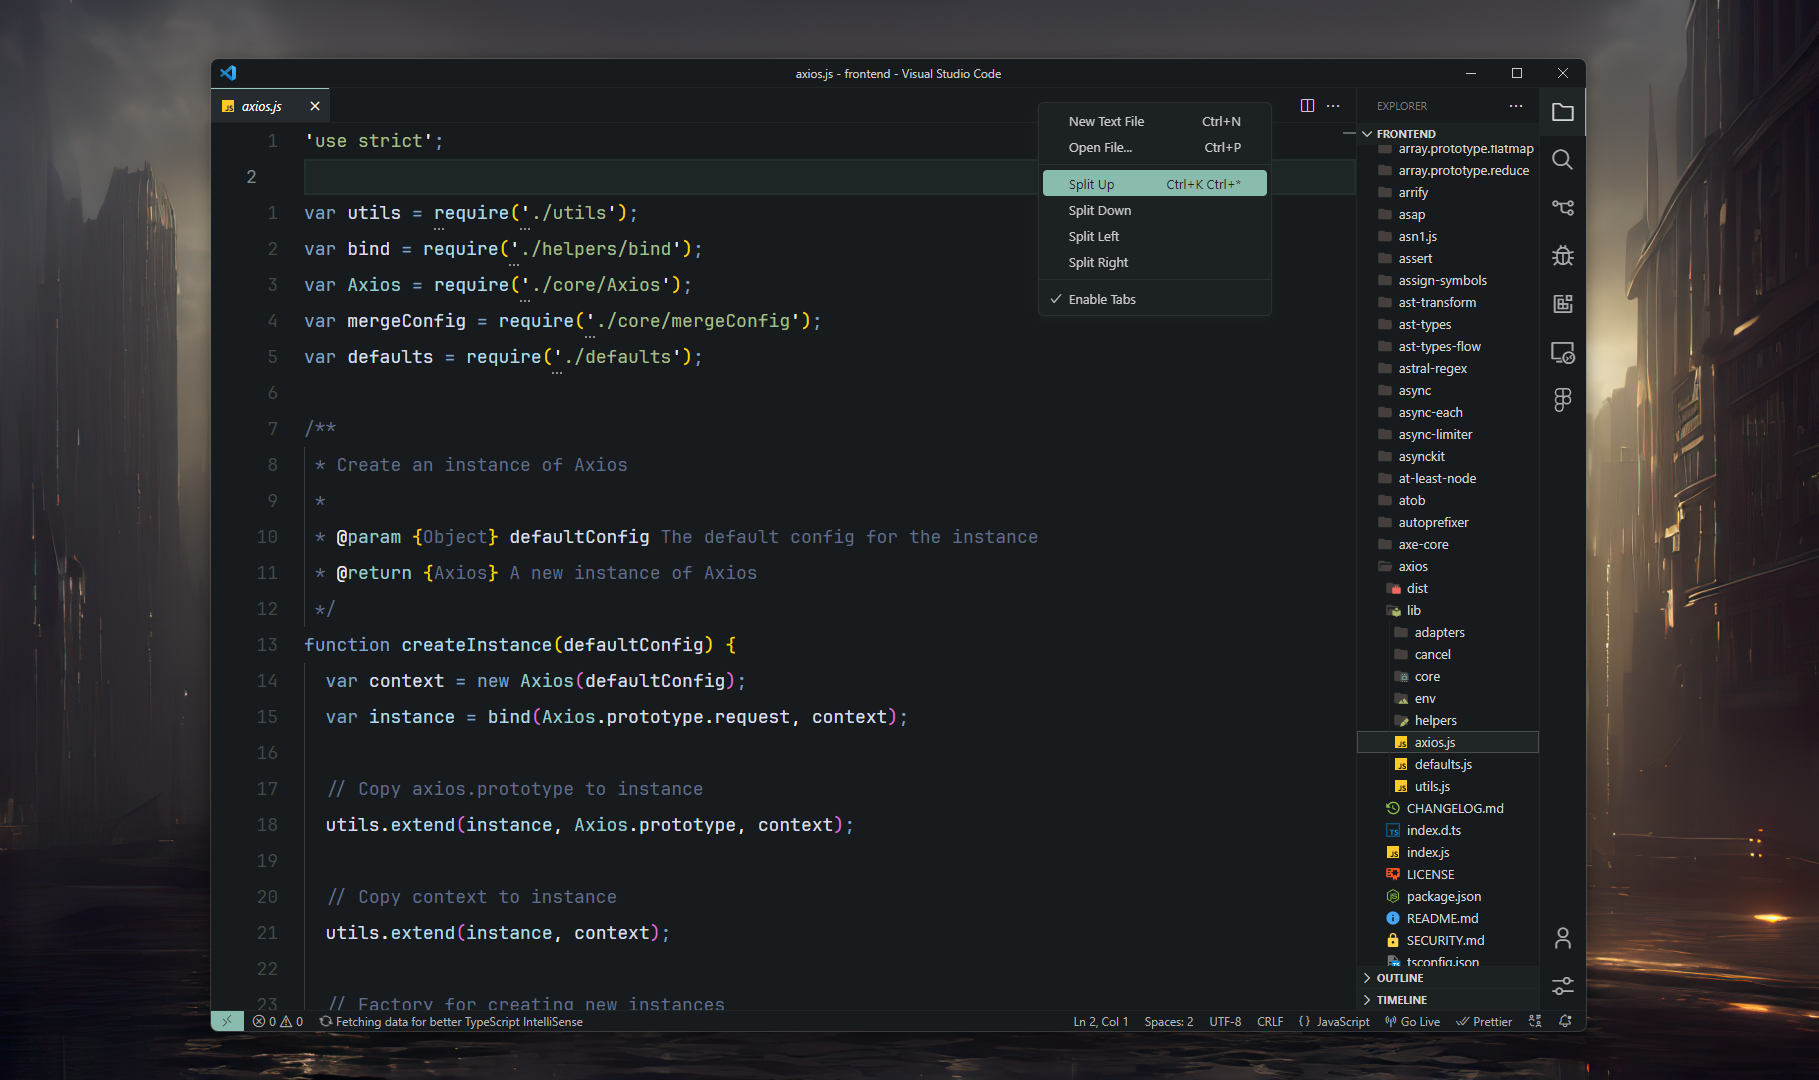 axios.js - frontend - Visual Studio Code
axios.js
1 'use strict';
2
1 var utils = require('./utils');
2 var bind = require('./helpers/bind');
3 var Axios = require('./core/Axios');
4 var mergeConfig = require('./core/mergeConfig');
5 var defaults = require('./defaults');
6
7 /**
8 * Create an instance of Axios
9 *
10 * @param {Object} defaultConfig The default config for the instance
11 * @return {Axios} A new instance of Axios
12 */
13 function createInstance(defaultConfig) {
14 var context = new Axios(defaultConfig);
15 var instance = bind(Axios.prototype.request, context);
16
17 // Copy axios.prototype to instance
18 utils.extend(instance, Axios.prototype, context);
19
20 // Copy context to instance
21 utils.extend(instance, context);
22
23 // Factory for creating new instances
New Text File Ctrl+N
Open File... Ctrl+P
Split Up Ctrl+K Ctrl+*
Split Down
Split Left
Split Right
Enable Tabs
EXPLORER
FRONTEND
array.prototype.flatmap
array.prototype.reduce
arrify
asap
asn1.js
assert
assign-symbols
ast-transform
ast-types
ast-types-flow
astral-regex
async
async-each
async-limiter
asynckit
at-least-node
atob
autoprefixer
axe-core
axios
dist
lib
adapters
cancel
core
env
helpers
axios.js
defaults.js
utils.js
CHANGELOG.md
index.d.ts
index.js
LICENSE
package.json
README.md
SECURITY.md
tsconfig.json
OUTLINE
TIMELINE
0 0 Fetching data for better TypeScript IntelliSense
Ln 2, Col 1 Spaces: 2 UTF-8 CRLF {} JavaScript Go Live Prettier